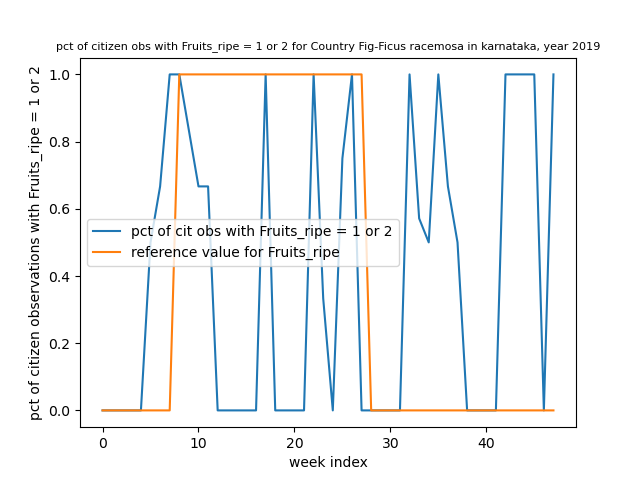 pct of citizen obs with Fruits_ripe = 1 or 2 for Country Fig-Ficus racemosa in karnataka, year 2019
pct of citizen observations with Fruits_ripe = 1 or 2
1.0
0.8
0.6
0.4
0.2
0.0
pct of cit obs with Fruits_ripe = 1 or 2
reference value for Fruits_ripe
0 10 20 30 40
week index